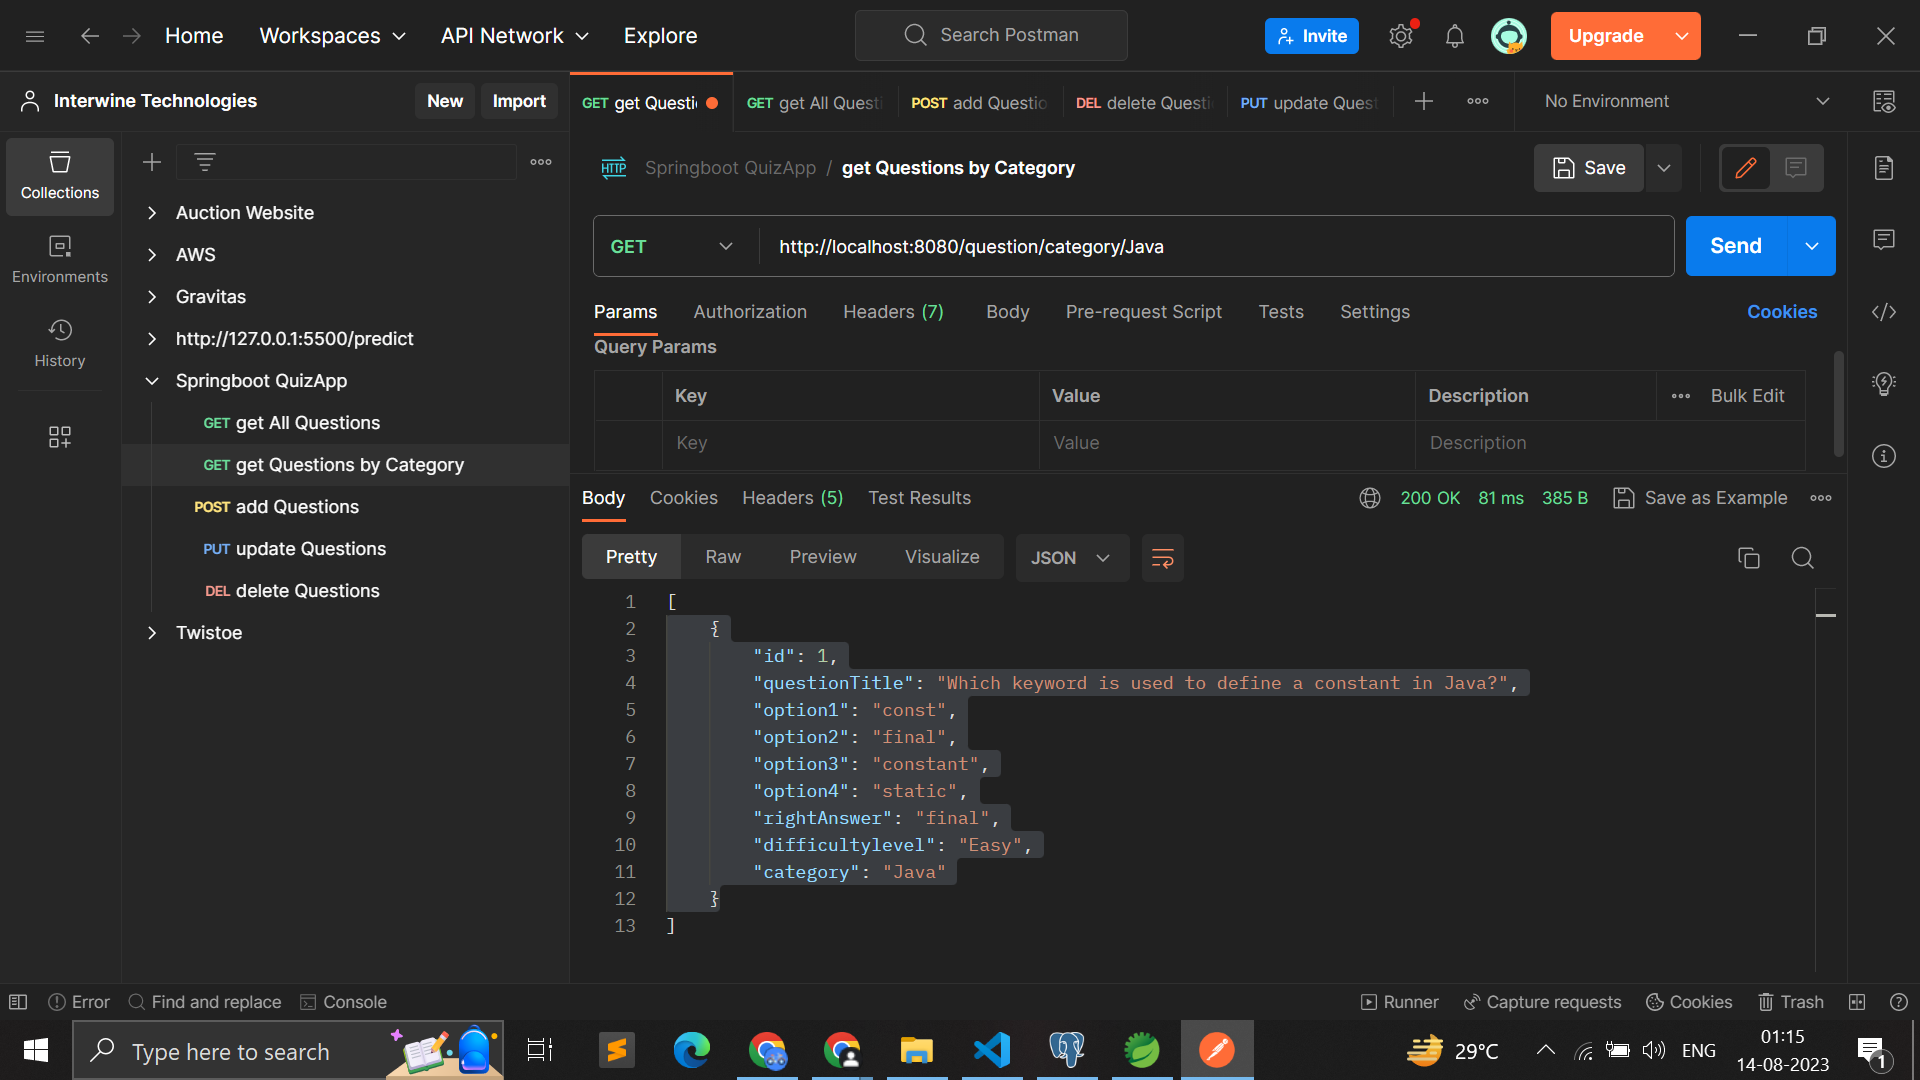 Home Workspaces API Network Explore Search Postman Invite Upgrade
Interwine Technologies New Import
GET get Questi GET get All Questi POST add Questio DEL delete Questi PUT update Quest No Environment
Collections
Environments
History
Auction Website
AWS
Gravitas
http://127.0.0.1:5500/predict
Springboot QuizApp
GET get All Questions
GET get Questions by Category
POST add Questions
PUT update Questions
DEL delete Questions
Twistoe
HTTP Springboot QuizApp / get Questions by Category Save
GET http://localhost:8080/question/category/Java Send
Params Authorization Headers (7) Body Pre-request Script Tests Settings Cookies
Query Params
Key Value Description Bulk Edit
Key Value Description
Body Cookies Headers (5) Test Results 200 OK 81 ms 385 B Save as Example
Pretty Raw Preview Visualize JSON
1 [
2 {
3 "id": 1,
4 "questionTitle": "Which keyword is used to define a constant in Java?",
5 "option1": "const",
6 "option2": "final",
7 "option3": "constant",
8 "option4": "static",
9 "rightAnswer": "final",
10 "difficultylevel": "Easy",
11 "category": "Java"
12 }
13 ]
Error Find and replace Console Runner Capture requests Cookies Trash
Type here to search 29°C ENG 01:15
14-08-2023 1